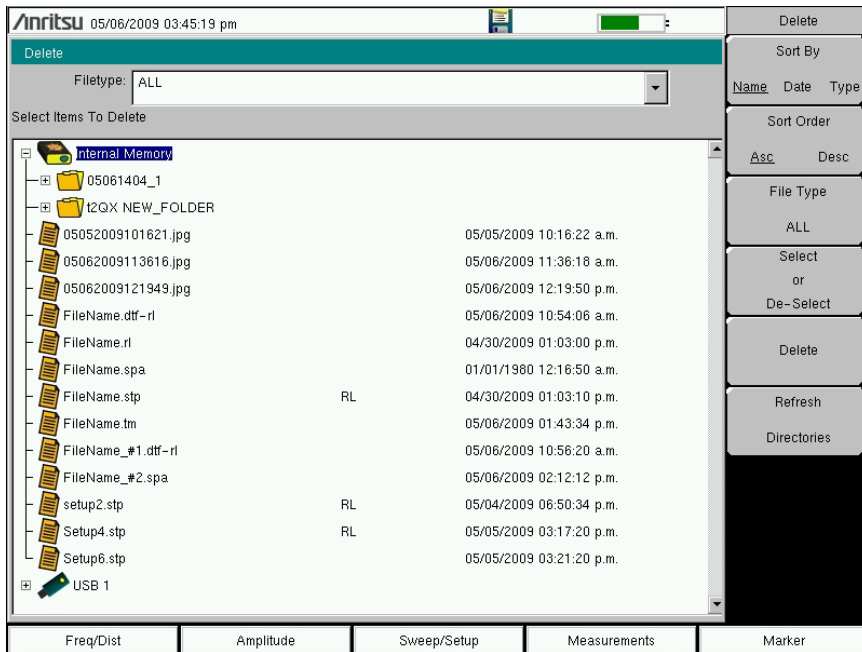 Anritsu 05/06/2009 03:45:19 pm
Delete
Filetype: ALL
Select Items To Delete
Internal Memory
05061404_1
t2QX NEW_FOLDER
05052009101621.jpg 05/05/2009 10:16:22 a.m.
05062009113616.jpg 05/06/2009 11:36:18 a.m.
05062009121949.jpg 05/06/2009 12:19:50 p.m.
FileName.dtf-rl 05/06/2009 10:54:06 a.m.
FileName.rl 04/30/2009 01:03:00 p.m.
FileName.spa 01/01/1980 12:16:50 a.m.
FileName.stp RL 04/30/2009 01:03:10 p.m.
FileName.tm 05/06/2009 01:43:34 p.m.
FileName_#1.dtf-rl 05/06/2009 10:56:20 a.m.
FileName_#2.spa 05/06/2009 02:12:12 p.m.
setup2.stp RL 05/04/2009 06:50:34 p.m.
Setup4.stp RL 05/05/2009 03:17:20 p.m.
Setup6.stp 05/05/2009 03:21:20 p.m.
USB 1
Delete
Sort By
Name Date Type
Sort Order
Asc Desc
File Type
ALL
Select
or
De-Select
Delete
Refresh
Directories
Freq/Dist Amplitude Sweep/Setup Measurements Marker